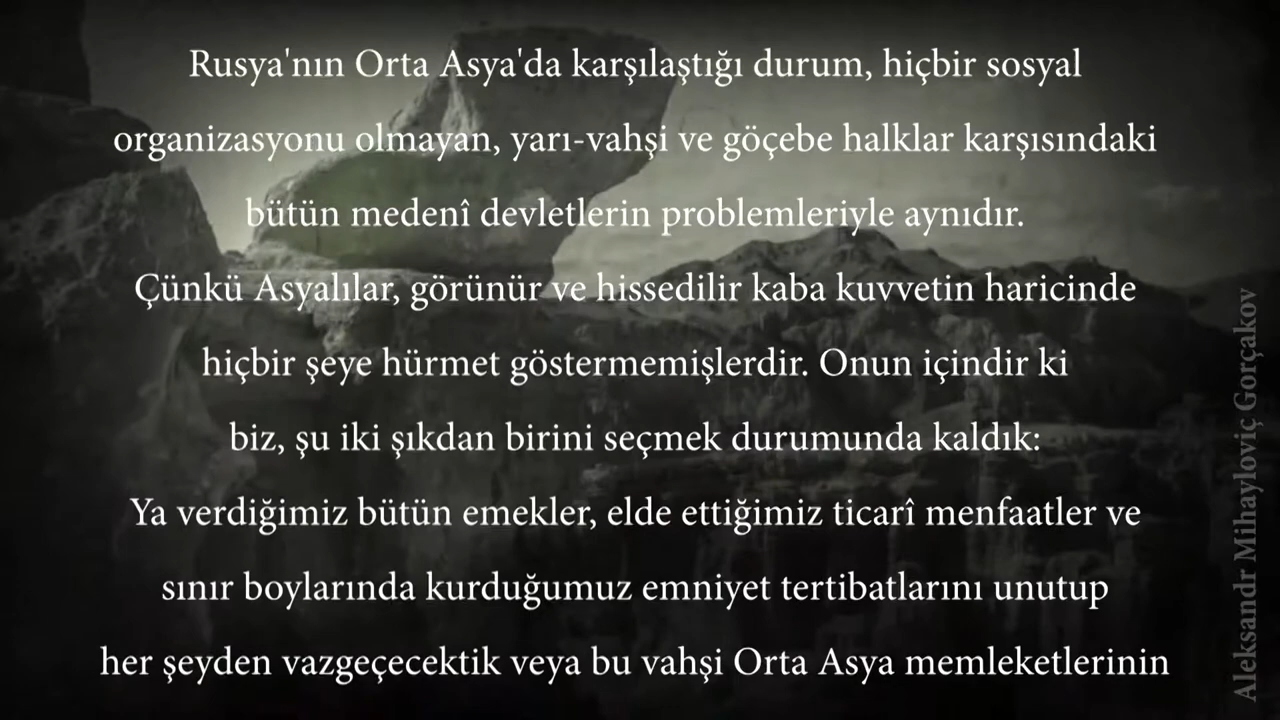 Rusya'nın Orta Asya'da karşılaştığı durum, hiçbir sosyal
organizasyonu olmayan, yarı-vahşi ve göçebe halklar karşısındaki
bütün medenî devletlerin problemleriyle aynıdır.
Çünkü Asyalılar, görünür ve hissedilir kaba kuvvetin haricinde
hiçbir şeye hürmet göstermemişlerdir. Onun içindir ki
biz, şu iki şıkdan birini seçmek durumunda kaldık:
Ya verdiğimiz bütün emekler, elde ettiğimiz ticarî menfaatler ve
sınır boylarında kurduğumuz emniyet tertibatlarını unutup
her şeyden vazgeçecektik veya bu vahşi Orta Asya memleketlerinin
Aleksandr Mihayloviç Gorçakov